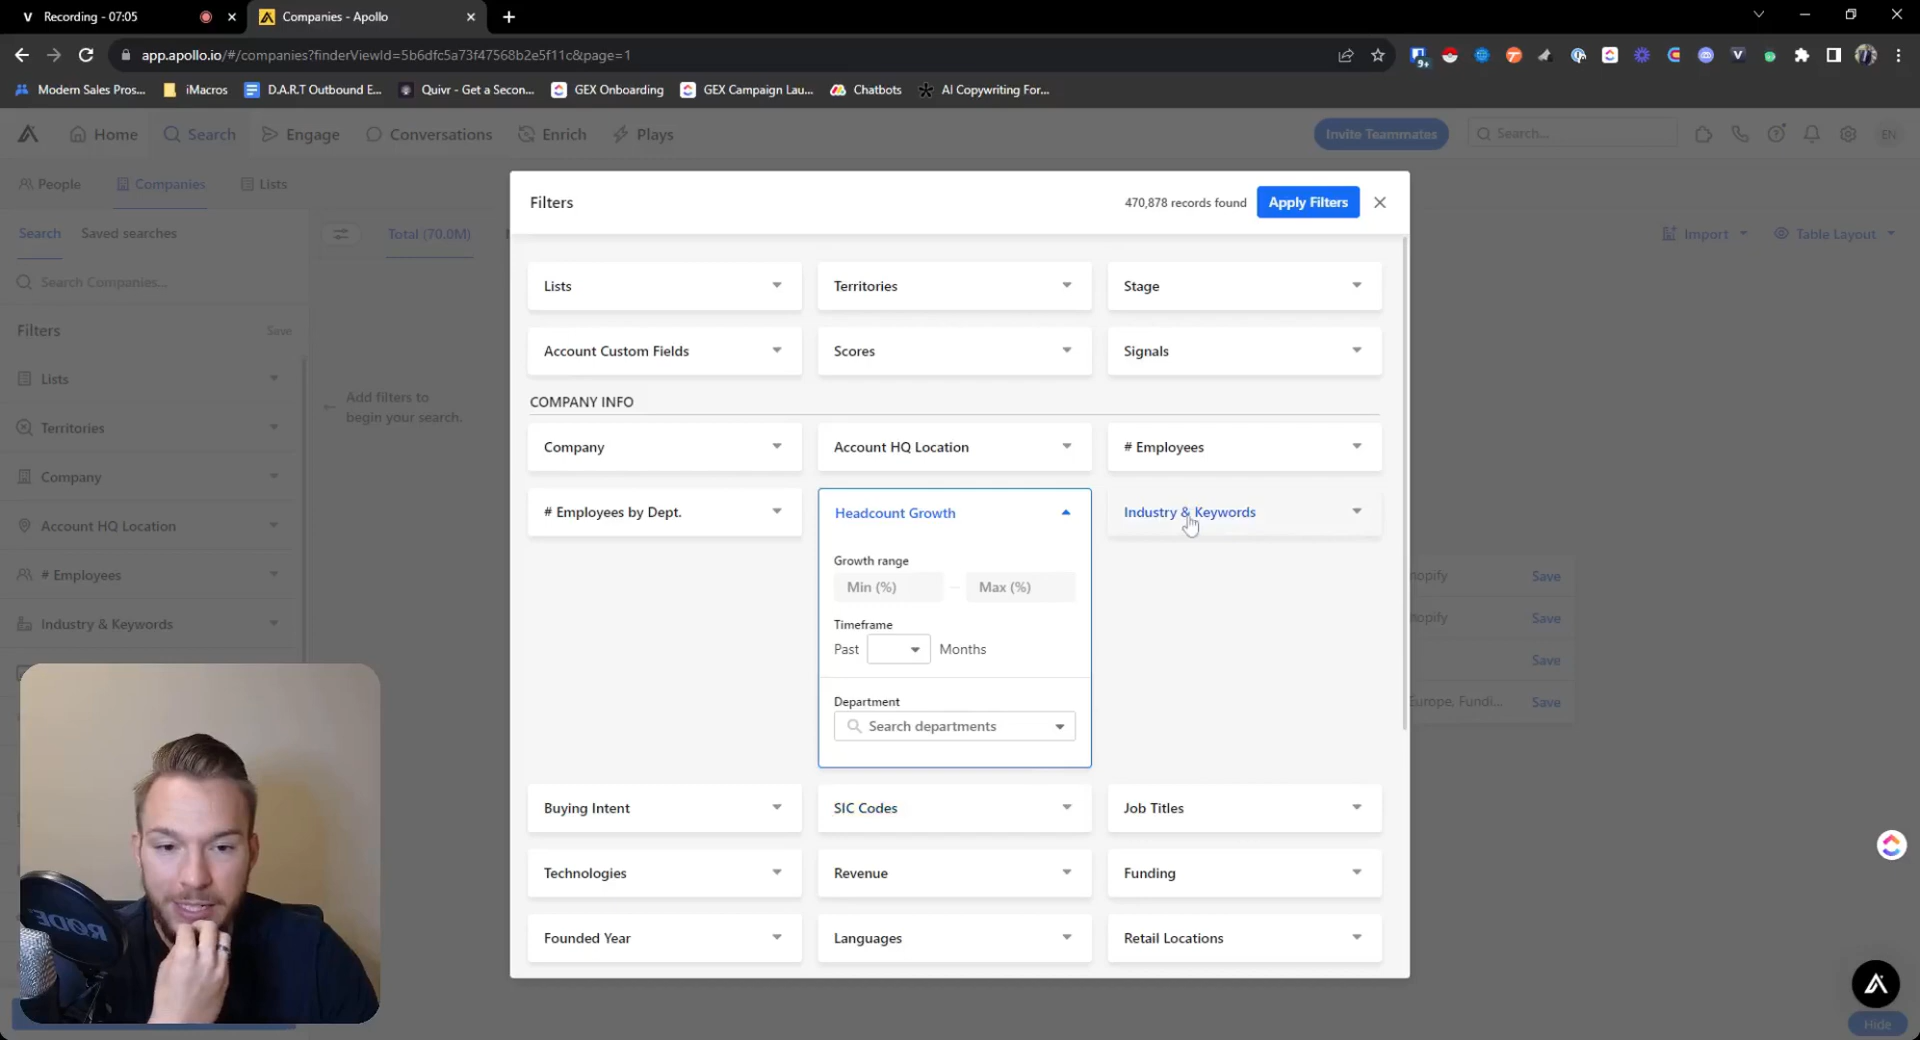 Recording - 07:05
Companies - Apollo
app.apollo.io/#/companies?finderViewId=5b6dfc5a73f47568b2e5f11c&page=1
9+
Modern Sales Pros...
iMacros
D.A.R.T Outbound E...
Quivr - Get a Secon...
GEX Onboarding
GEX Campaign Lau...
Chatbots
AI Copywriting For...
Home
Search
Engage
Conversations
Enrich
Plays
Invite Teammates
Search...
EN
People
Companies
Lists
Search
Saved searches
Total (70.0M)
Import
Table Layout
Search Companies...
Filters
Save
Lists
Territories
Company
Account HQ Location
# Employees
Industry & Keywords
Add filters to
begin your search.
Filters
470,878 records found
Apply Filters
Lists
Territories
Stage
Account Custom Fields
Scores
Signals
COMPANY INFO
Company
Account HQ Location
# Employees
# Employees by Dept.
Headcount Growth
Industry & Keywords
Growth range
Min (%)
Max (%)
Timeframe
Past
Months
Department
Search departments
Buying Intent
SIC Codes
Job Titles
Technologies
Revenue
Funding
Founded Year
Languages
Retail Locations
Save
Save
Save
Europe, Fundi...
Save
RODE
Hide